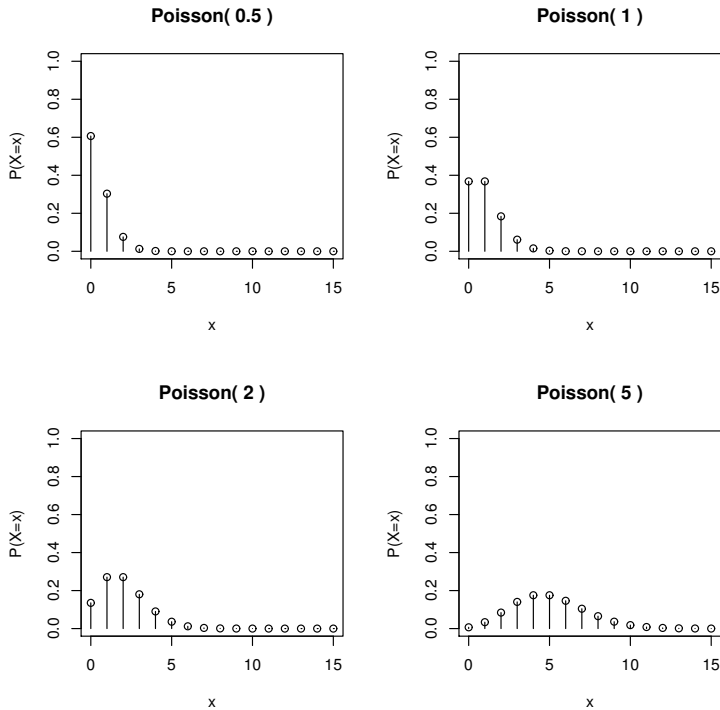 Poisson( 0.5 )
P(X=x)
0.0 0.2 0.4 0.6 0.8 1.0
0 5 10 15
x
Poisson( 1 )
P(X=x)
0.0 0.2 0.4 0.6 0.8 1.0
0 5 10 15
x
Poisson( 2 )
P(X=x)
0.0 0.2 0.4 0.6 0.8 1.0
0 5 10 15
x
Poisson( 5 )
P(X=x)
0.0 0.2 0.4 0.6 0.8 1.0
0 5 10 15
x